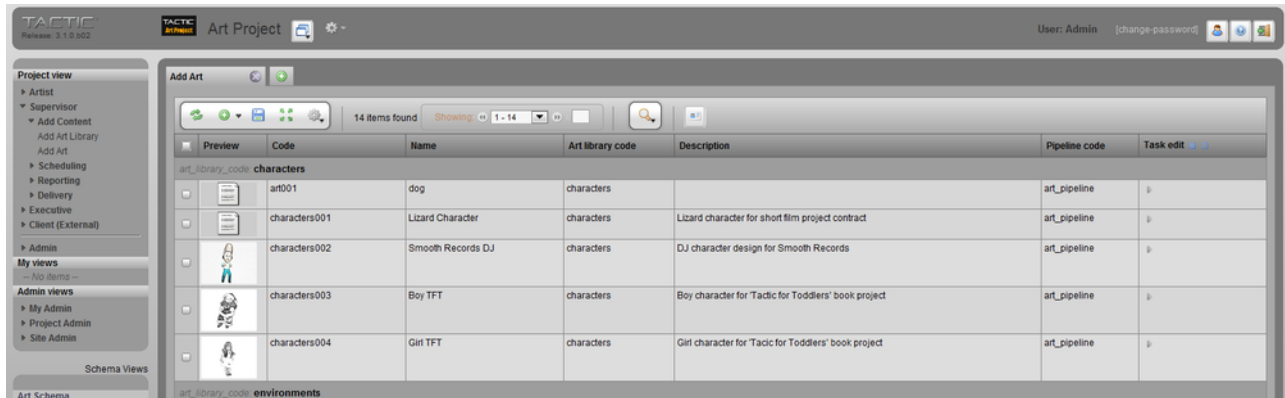 TACTIC
Release: 3.1.0.b02
TACTIC
Art Project
Art Project
User: Admin [change-password]
Project view
Artist
Supervisor
Add Content
Add Art Library
Add Art
Scheduling
Reporting
Delivery
Executive
Client (External)
Admin
My views
-- No items --
Admin views
My Admin
Project Admin
Site Admin
Schema Views
Art Schema
Add Art
14 items found Showing: 1 - 14
Preview Code Name Art library code Description Pipeline code Task edit
art_library_code: characters
art001 dog characters art_pipeline
characters001 Lizard Character characters Lizard character for short film project contract art_pipeline
characters002 Smooth Records DJ characters DJ character design for Smooth Records art_pipeline
characters003 Boy TFT characters Boy character for 'Tactic for Toddlers' book project art_pipeline
characters004 Girl TFT characters Girl character for 'Tacic for Toddlers' book project art_pipeline
art_library_code: environments